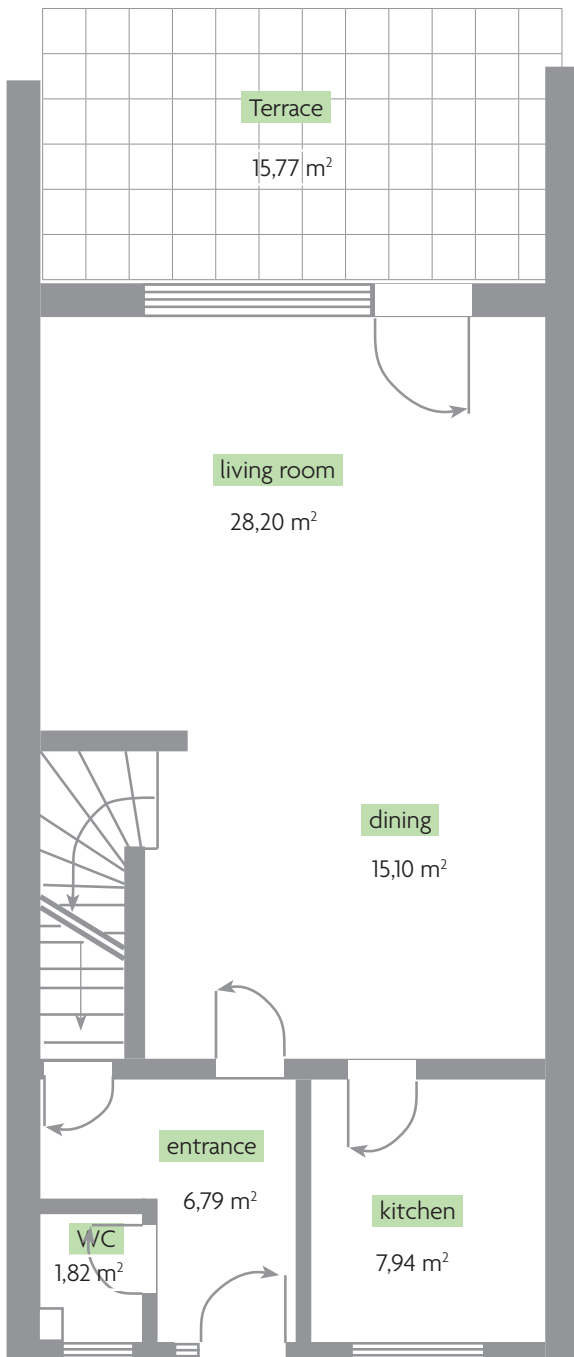 Terrace
15,77 m²
living room
28,20 m²
dining
15,10 m²
entrance
6,79 m²
kitchen
7,94 m²
WC
1,82 m²